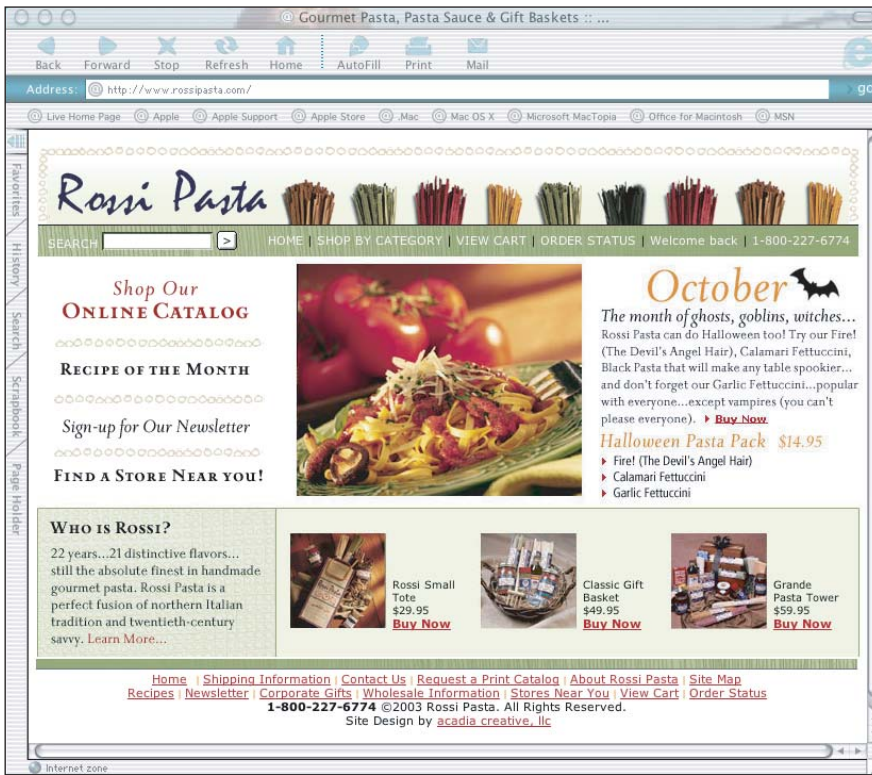 @ Gourmet Pasta, Pasta Sauce & Gift Baskets :: ...
Back Forward Stop Refresh Home AutoFill Print Mail
Address: @ http://www.rossipasta.com/ go
@ Live Home Page @ Apple @ Apple Support @ Apple Store @ .Mac @ Mac OS X @ Microsoft MacTopia @ Office for Macintosh @ MSN
Favorites
History
Search
Scrapbook
Page Holder
Rossi Pasta
SEARCH > HOME | SHOP BY CATEGORY | VIEW CART | ORDER STATUS | Welcome back | 1-800-227-6774
Shop Our
ONLINE CATALOG
RECIPE OF THE MONTH
Sign-up for Our Newsletter
FIND A STORE NEAR YOU!
October
The month of ghosts, goblins, witches...
Rossi Pasta can do Halloween too! Try our Fire!
(The Devil's Angel Hair), Calamari Fettuccini,
Black Pasta that will make any table spookier...
and don't forget our Garlic Fettuccini...popular
with everyone...except vampires (you can't
please everyone). Buy Now
Halloween Pasta Pack $14.95
Fire! (The Devil's Angel Hair)
Calamari Fettuccini
Garlic Fettuccini
WHO IS ROSSI?
22 years...21 distinctive flavors...
still the absolute finest in handmade
gourmet pasta. Rossi Pasta is a
perfect fusion of northern Italian
tradition and twentieth-century
savvy. Learn More...
Rossi Small
Tote
$29.95
Buy Now
Classic Gift
Basket
$49.95
Buy Now
Grande
Pasta Tower
$59.95
Buy Now
Home | Shipping Information | Contact Us | Request a Print Catalog | About Rossi Pasta | Site Map
Recipes | Newsletter | Corporate Gifts | Wholesale Information | Stores Near You | View Cart | Order Status
1-800-227-6774 ©2003 Rossi Pasta. All Rights Reserved.
Site Design by acadia creative, llc
Internet zone